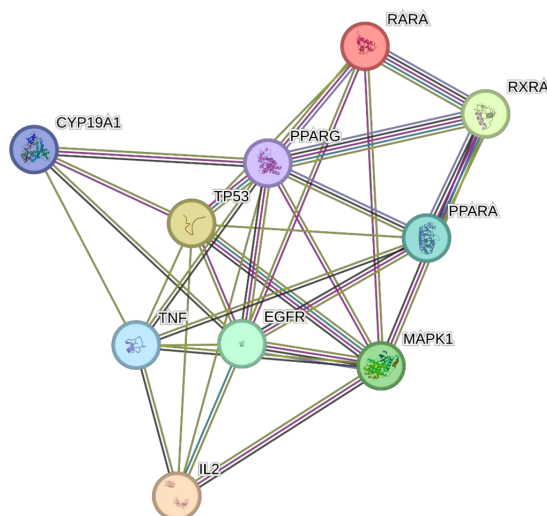 RARA
RXRA
CYP19A1
PPARG
TP53
PPARA
TNF
EGFR
MAPK1
IL2